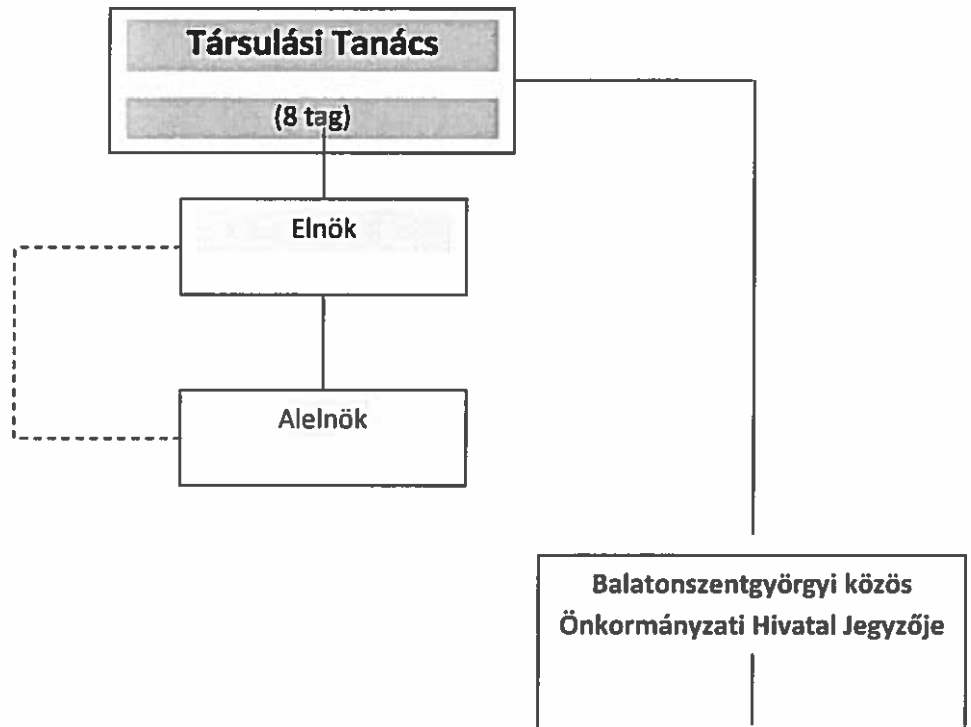 Társulási Tanács
(8 tag)
Elnök
Alelnök
Balatonszentgyörgyi közös
Önkormányzati Hivatal Jegyzője